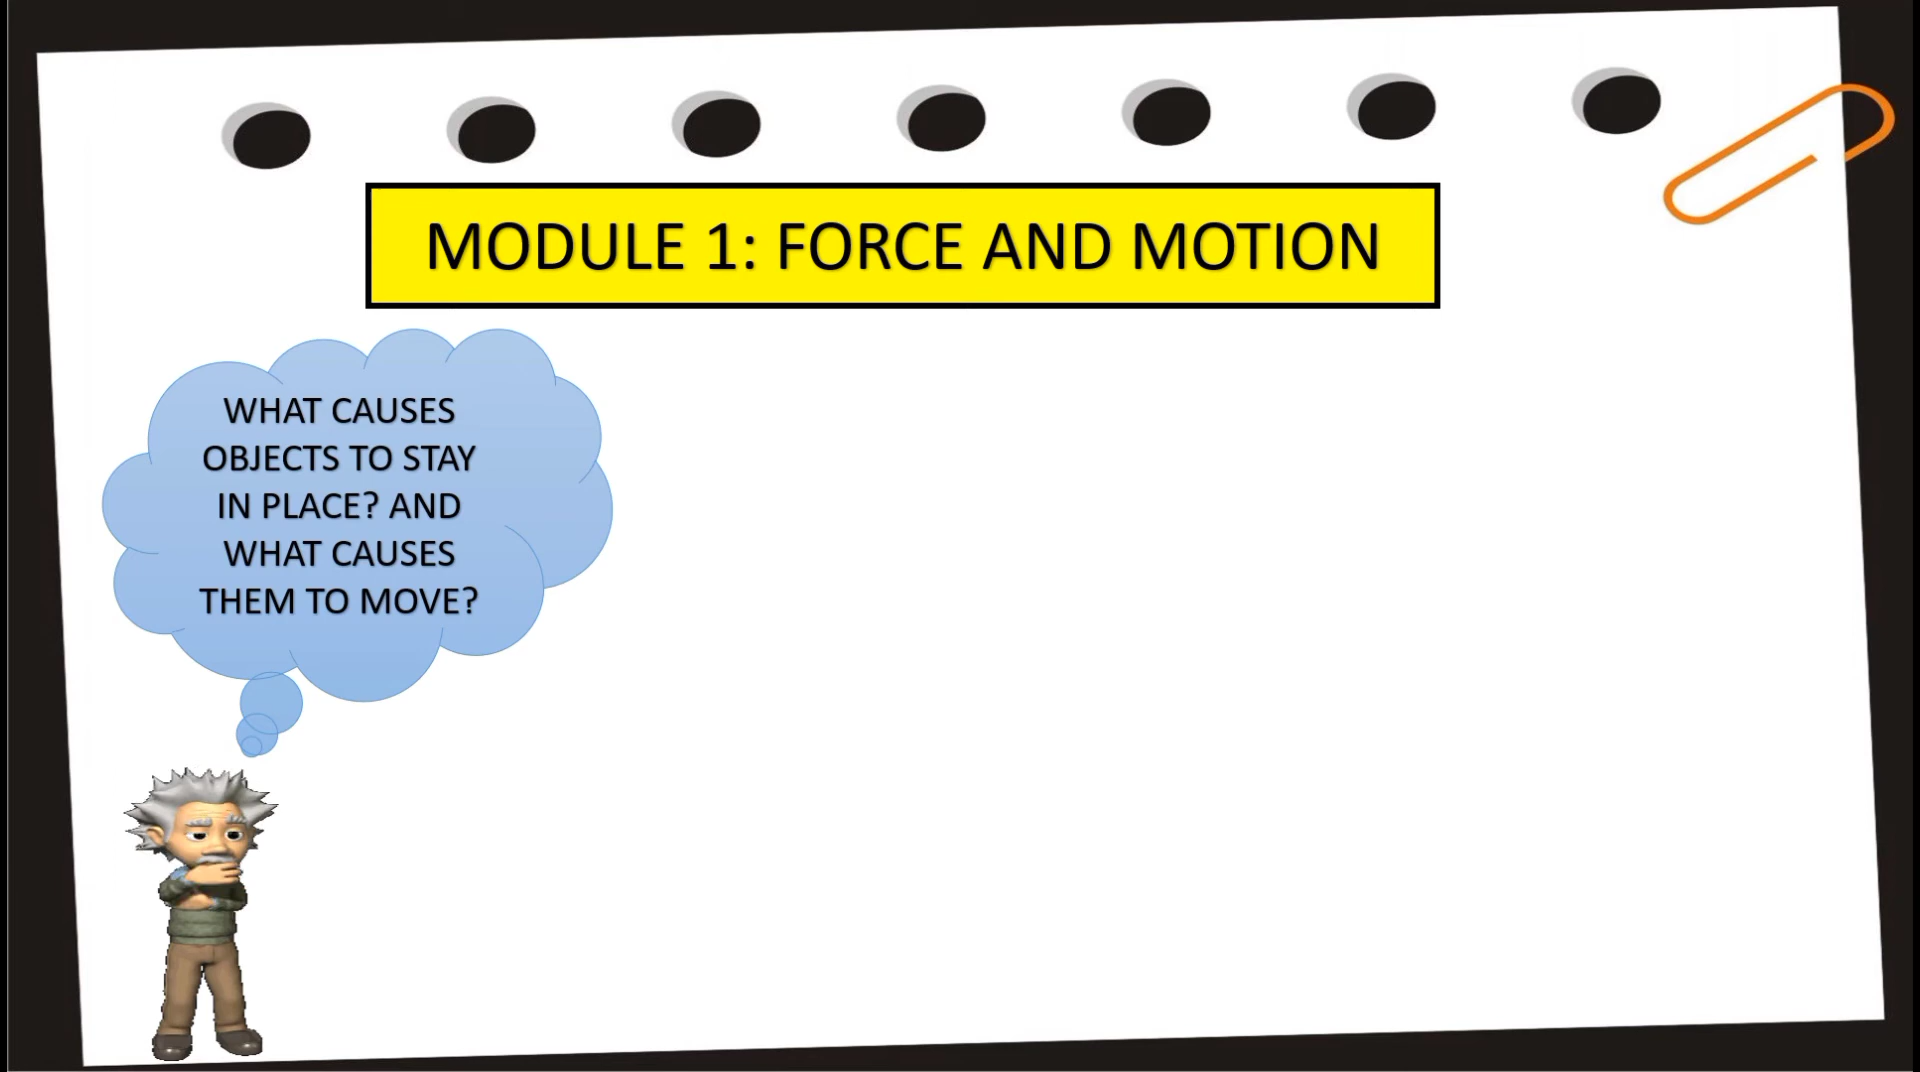 MODULE 1: FORCE AND MOTION
WHAT CAUSES
OBJECTS TO STAY
IN PLACE? AND
WHAT CAUSES
THEM TO MOVE?